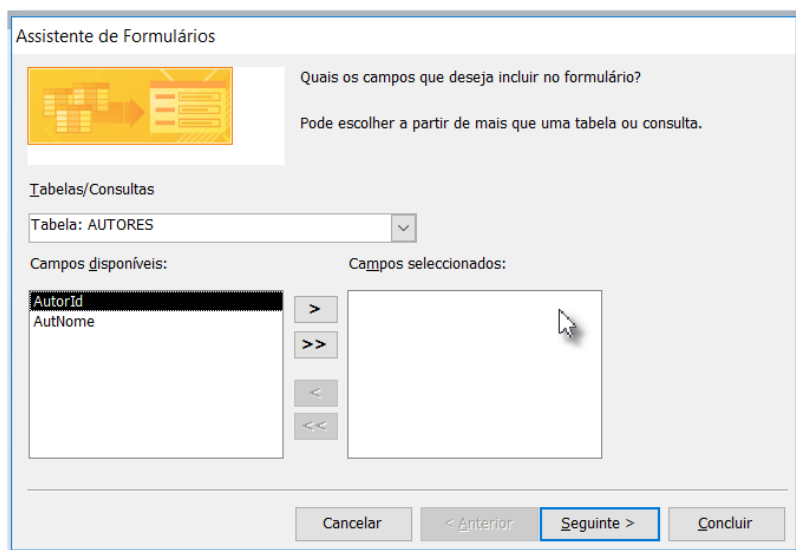 Assistente de Formulários
Quais os campos que deseja incluir no formulário?
Pode escolher a partir de mais que uma tabela ou consulta.
Tabelas/Consultas
Tabela: AUTORES
Campos disponíveis:
Campos seleccionados:
AutorId
AutNome
>
>>
<
<<
Cancelar
< Anterior
Seguinte >
Concluir